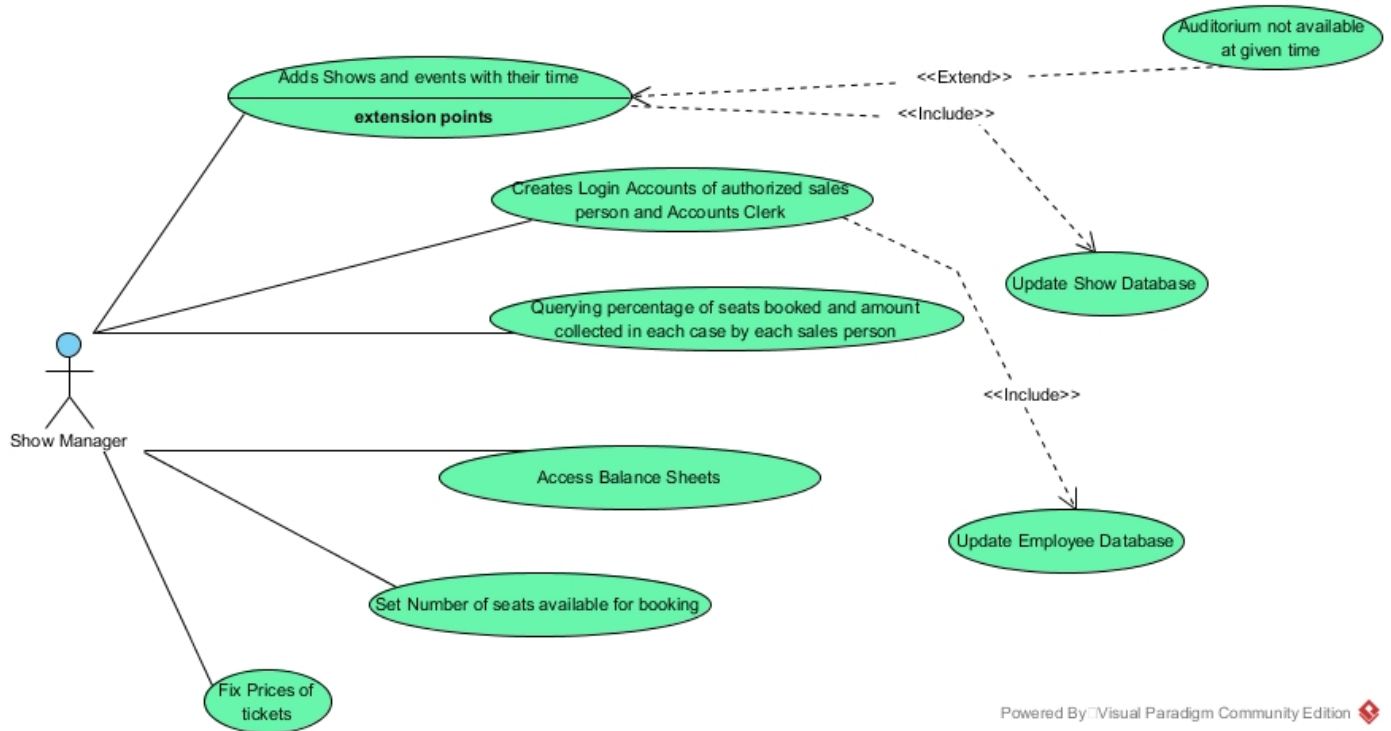 Auditorium not available
at given time
Adds Shows and events with their time
<<Extend>>
extension points
<<Include>>
Creates Login Accounts of authorized sales
person and Accounts Clerk
Update Show Database
Querying percentage of seats booked and amount
collected in each case by each sales person
<<Include>>
Show Manager
Access Balance Sheets
Update Employee Database
Set Number of seats available for booking
Fix Prices of
tickets
Powered By Visual Paradigm Community Edition